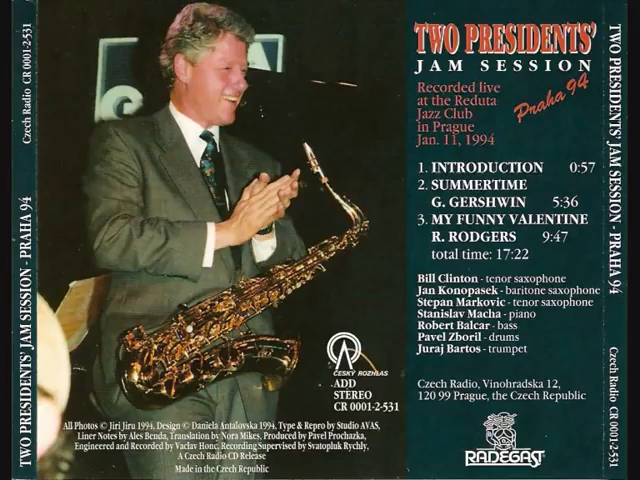 Czech Radio CR 0001-2-531
TWO PRESIDENTS' JAM SESSION - PRAHA 94
TWO PRESIDENTS'
JAM SESSION
Recorded live
at the Reduta
Jazz Club
in Prague
Jan. 11, 1994
Praha 94
1. INTRODUCTION 0:57
2. SUMMERTIME
G. GERSHWIN 5:36
3. MY FUNNY VALENTINE
R. RODGERS 9:47
total time: 17:22
Bill Clinton - tenor saxophone
Jan Konopasek - baritone saxophone
Stepan Markovic - tenor saxophone
Stanislav Macha - piano
Robert Balcar - bass
Pavel Zboril - drums
Juraj Bartos - trumpet
ČESKÝ ROZHLAS
ADD
STEREO
CR 0001-2-531
Czech Radio, Vinohradska 12,
120 99 Prague, the Czech Republic
RADEGAST
All Photos © Jiri Jiru 1994, Design © Daniela Antalovska 1994, Type & Repro by Studio AVAS,
Liner Notes by Ales Benda, Translation by Nora Mikes, Produced by Pavel Prochazka,
Engineered and Recorded by Vaclav Honc, Recording Supervised by Svatopluk Rychly,
A Czech Radio CD Release
Made in the Czech Republic
TWO PRESIDENTS' JAM SESSION - PRAHA 94
Czech Radio CR 0001-2-531